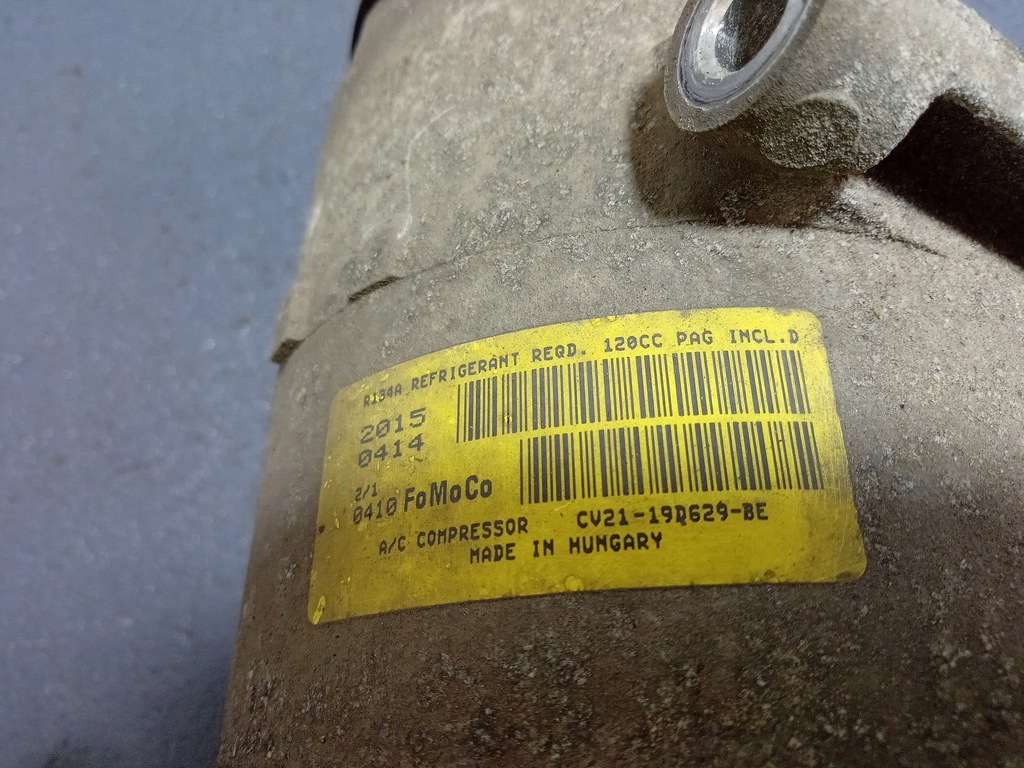 R134A REFRIGERANT REQD. 120CC PAG INCL.D
2015
0414
2/1
0410 FoMoCo
A/C COMPRESSOR CV21-19D629-BE
MADE IN HUNGARY